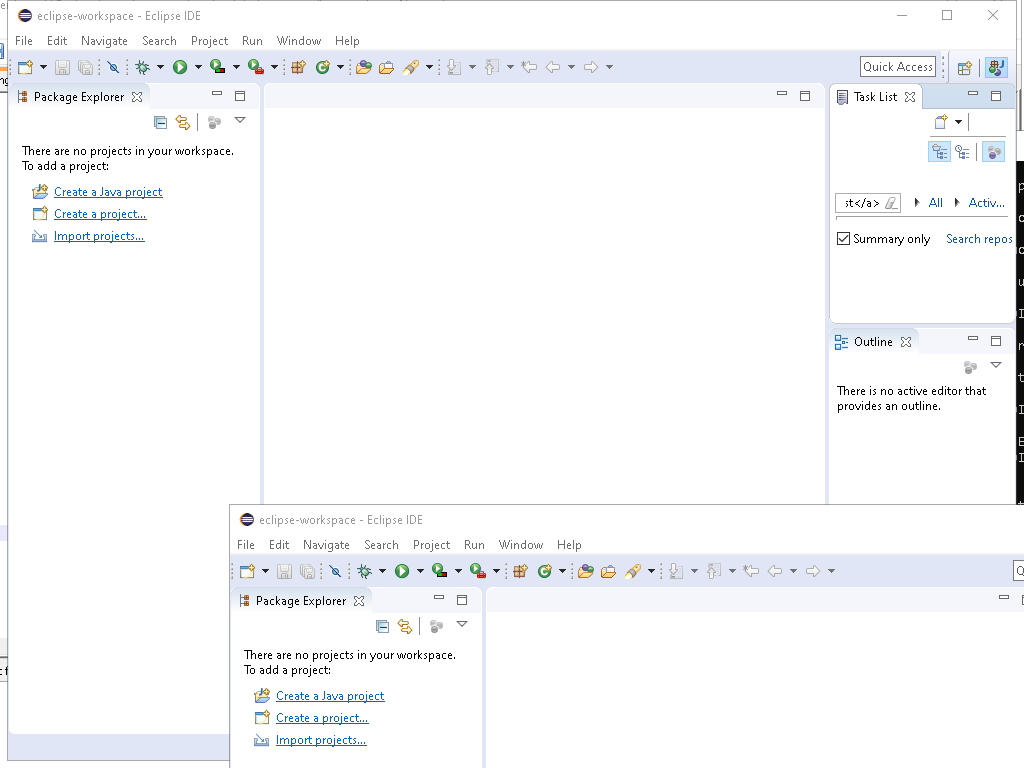 eclipse-workspace - Eclipse IDE
File Edit Navigate Search Project Run Window Help
Quick Access
Package Explorer
There are no projects in your workspace.
To add a project:
Create a Java project
Create a project...
Import projects...
Task List
st</a> All Activ...
Summary only Search repos
Outline
There is no active editor that
provides an outline.
eclipse-workspace - Eclipse IDE
File Edit Navigate Search Project Run Window Help
Package Explorer
There are no projects in your workspace.
To add a project:
Create a Java project
Create a project...
Import projects...